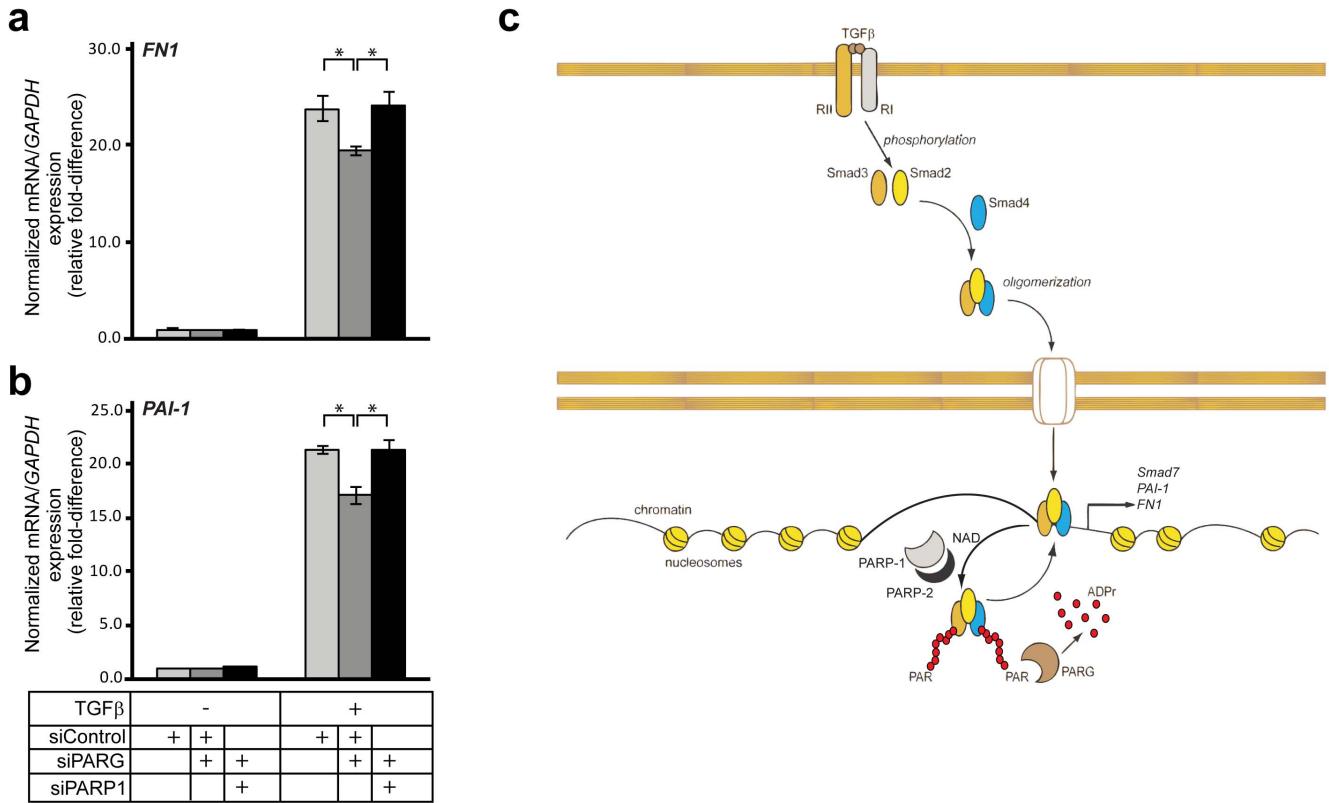 a
FN1
Normalized mRNA/GAPDH
expression
(relative fold-difference)
30.0
20.0
10.0
0.0
* *
b
PAI-1
Normalized mRNA/GAPDH
expression
(relative fold-difference)
25.0
20.0
15.0
10.0
5.0
0.0
* *
TGFβ - +
siControl + + + +
siPARG + + + +
siPARP1 + +
c
TGFβ
RII RI
phosphorylation
Smad3 Smad2
Smad4
oligomerization
Smad7
PAI-1
FN1
chromatin
nucleosomes
NAD
PARP-1
PARP-2
ADPr
PAR PAR PARG